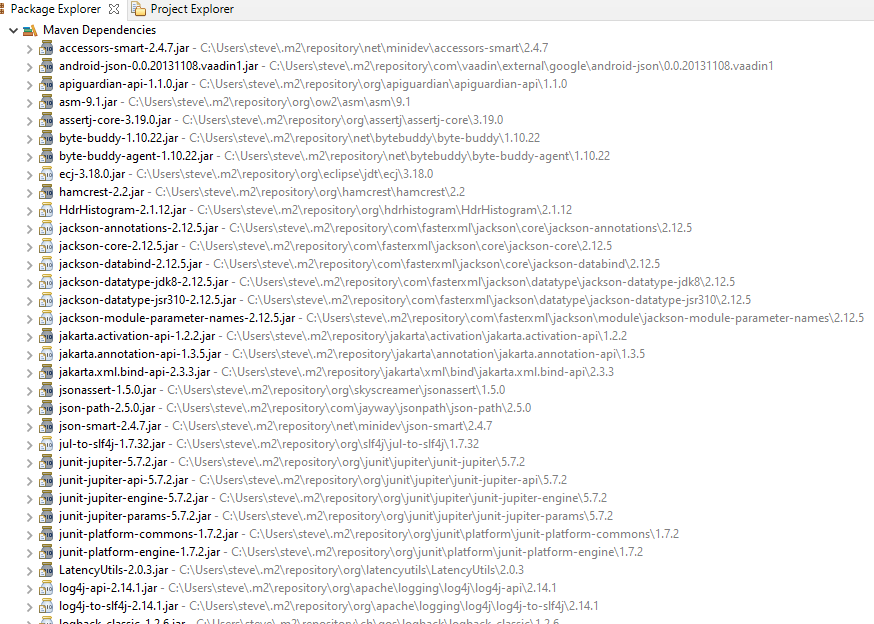 Package Explorer Project Explorer
Maven Dependencies
accessors-smart-2.4.7.jar - C:\Users\steve\.m2\repository\net\minidev\accessors-smart\2.4.7
android-json-0.0.20131108.vaadin1.jar - C:\Users\steve\.m2\repository\com\vaadin\external\google\android-json\0.0.20131108.vaadin1
apiguardian-api-1.1.0.jar - C:\Users\steve\.m2\repository\org\apiguardian\apiguardian-api\1.1.0
asm-9.1.jar - C:\Users\steve\.m2\repository\org\ow2\asm\asm\9.1
assertj-core-3.19.0.jar - C:\Users\steve\.m2\repository\org\assertj\assertj-core\3.19.0
byte-buddy-1.10.22.jar - C:\Users\steve\.m2\repository\net\bytebuddy\byte-buddy\1.10.22
byte-buddy-agent-1.10.22.jar - C:\Users\steve\.m2\repository\net\bytebuddy\byte-buddy-agent\1.10.22
ecj-3.18.0.jar - C:\Users\steve\.m2\repository\org\eclipse\jdt\ecj\3.18.0
hamcrest-2.2.jar - C:\Users\steve\.m2\repository\org\hamcrest\hamcrest\2.2
HdrHistogram-2.1.12.jar - C:\Users\steve\.m2\repository\org\hdrhistogram\HdrHistogram\2.1.12
jackson-annotations-2.12.5.jar - C:\Users\steve\.m2\repository\com\fasterxml\jackson\core\jackson-annotations\2.12.5
jackson-core-2.12.5.jar - C:\Users\steve\.m2\repository\com\fasterxml\jackson\core\jackson-core\2.12.5
jackson-databind-2.12.5.jar - C:\Users\steve\.m2\repository\com\fasterxml\jackson\core\jackson-databind\2.12.5
jackson-datatype-jdk8-2.12.5.jar - C:\Users\steve\.m2\repository\com\fasterxml\jackson\datatype\jackson-datatype-jdk8\2.12.5
jackson-datatype-jsr310-2.12.5.jar - C:\Users\steve\.m2\repository\com\fasterxml\jackson\datatype\jackson-datatype-jsr310\2.12.5
jackson-module-parameter-names-2.12.5.jar - C:\Users\steve\.m2\repository\com\fasterxml\jackson\module\jackson-module-parameter-names\2.12.5
jakarta.activation-api-1.2.2.jar - C:\Users\steve\.m2\repository\jakarta\activation\jakarta.activation-api\1.2.2
jakarta.annotation-api-1.3.5.jar - C:\Users\steve\.m2\repository\jakarta\annotation\jakarta.annotation-api\1.3.5
jakarta.xml.bind-api-2.3.3.jar - C:\Users\steve\.m2\repository\jakarta\xml\bind\jakarta.xml.bind-api\2.3.3
jsonassert-1.5.0.jar - C:\Users\steve\.m2\repository\org\skyscreamer\jsonassert\1.5.0
json-path-2.5.0.jar - C:\Users\steve\.m2\repository\com\jayway\jsonpath\json-path\2.5.0
json-smart-2.4.7.jar - C:\Users\steve\.m2\repository\net\minidev\json-smart\2.4.7
jul-to-slf4j-1.7.32.jar - C:\Users\steve\.m2\repository\org\slf4j\jul-to-slf4j\1.7.32
junit-jupiter-5.7.2.jar - C:\Users\steve\.m2\repository\org\junit\jupiter\junit-jupiter\5.7.2
junit-jupiter-api-5.7.2.jar - C:\Users\steve\.m2\repository\org\junit\jupiter\junit-jupiter-api\5.7.2
junit-jupiter-engine-5.7.2.jar - C:\Users\steve\.m2\repository\org\junit\jupiter\junit-jupiter-engine\5.7.2
junit-jupiter-params-5.7.2.jar - C:\Users\steve\.m2\repository\org\junit\jupiter\junit-jupiter-params\5.7.2
junit-platform-commons-1.7.2.jar - C:\Users\steve\.m2\repository\org\junit\platform\junit-platform-commons\1.7.2
junit-platform-engine-1.7.2.jar - C:\Users\steve\.m2\repository\org\junit\platform\junit-platform-engine\1.7.2
LatencyUtils-2.0.3.jar - C:\Users\steve\.m2\repository\org\latencyutils\LatencyUtils\2.0.3
log4j-api-2.14.1.jar - C:\Users\steve\.m2\repository\org\apache\logging\log4j\log4j-api\2.14.1
log4j-to-slf4j-2.14.1.jar - C:\Users\steve\.m2\repository\org\apache\logging\log4j\log4j-to-slf4j\2.14.1
logback-classic-1.2.6.jar - C:\Users\steve\.m2\repository\ch\qos\logback\logback-classic\1.2.6